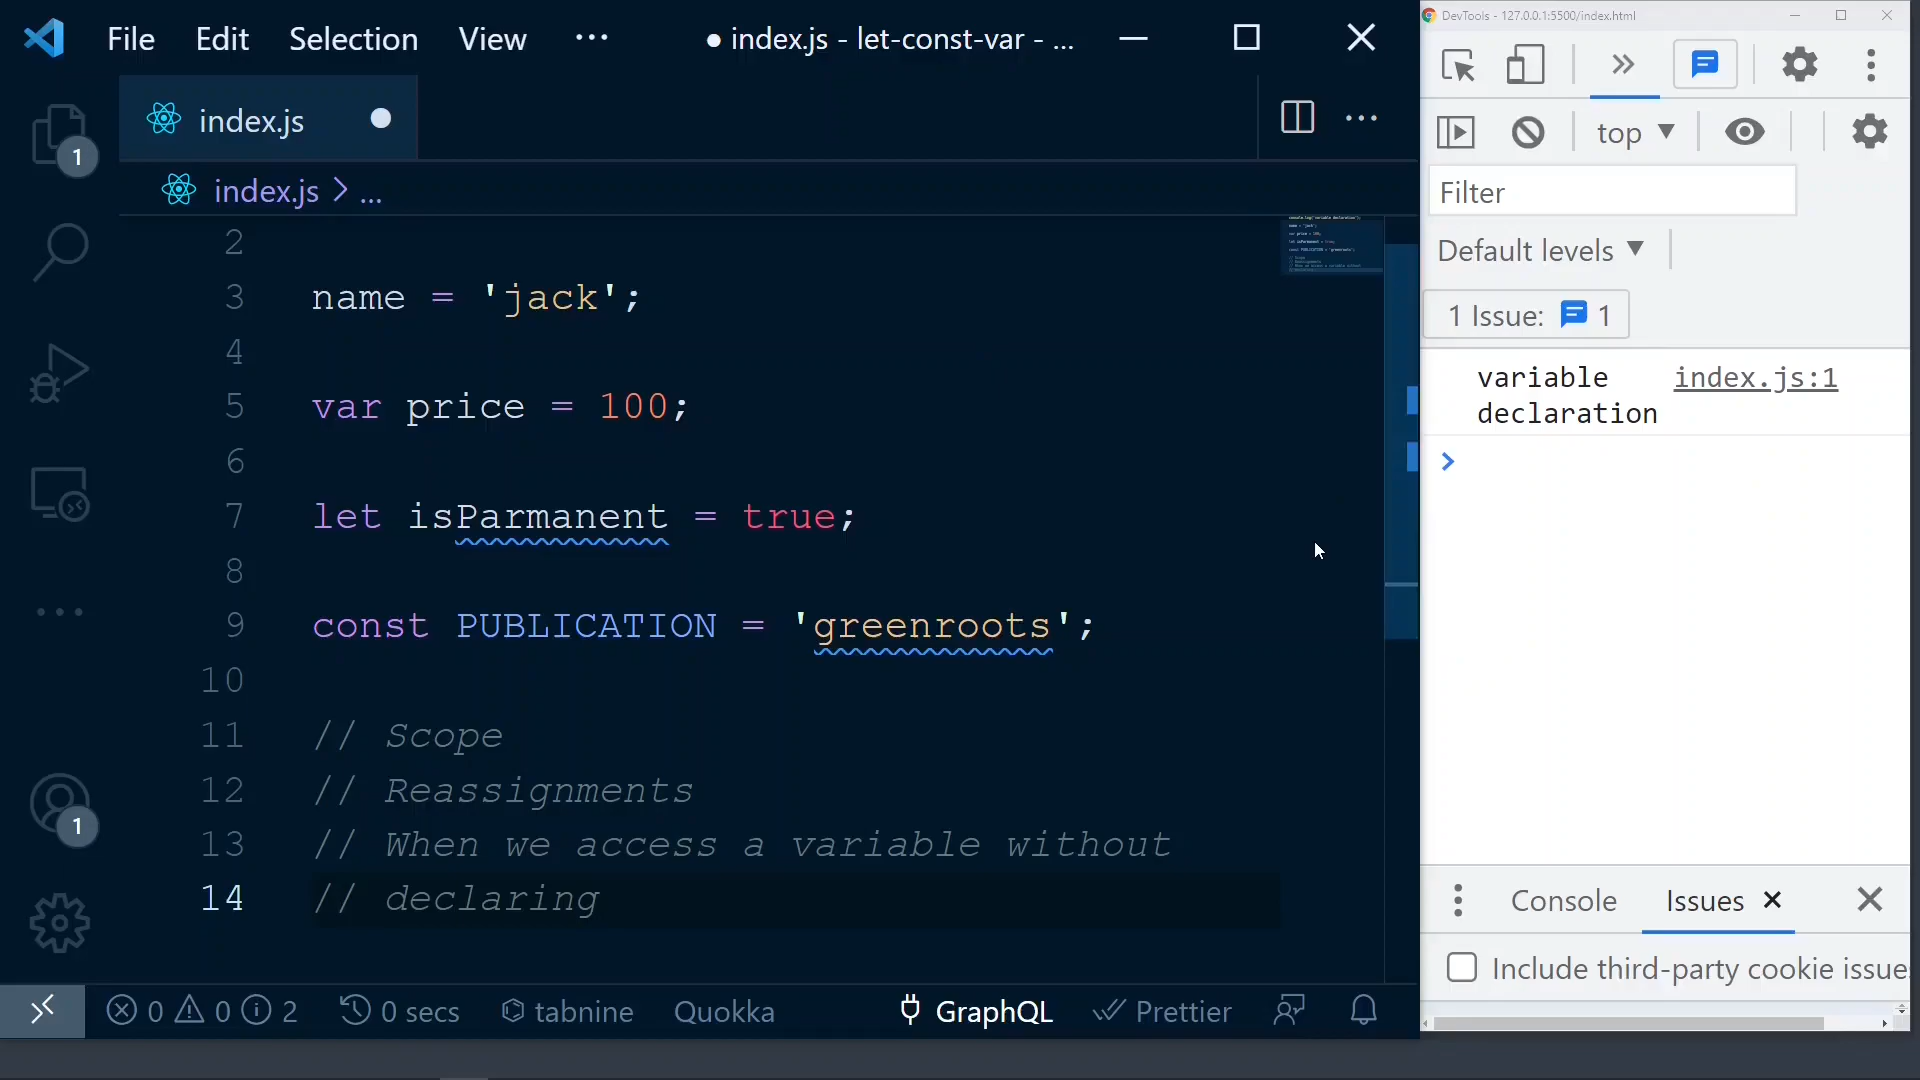 File Edit Selection View ··· ● index.js - let-const-var - ...
index.js
index.js > ...
2
3 name = 'jack';
4
5 var price = 100;
6
7 let isParmanent = true;
8
9 const PUBLICATION = 'greenroots';
10
11 // Scope
12 // Reassignments
13 // When we access a variable without
14 // declaring
1
1
0 0 2 0 secs tabnine Quokka GraphQL Prettier
DevTools - 127.0.0.1:5500/index.html
top
Filter
Default levels
1 Issue: 1
variable index.js:1
declaration
>
Console Issues
Include third-party cookie issue